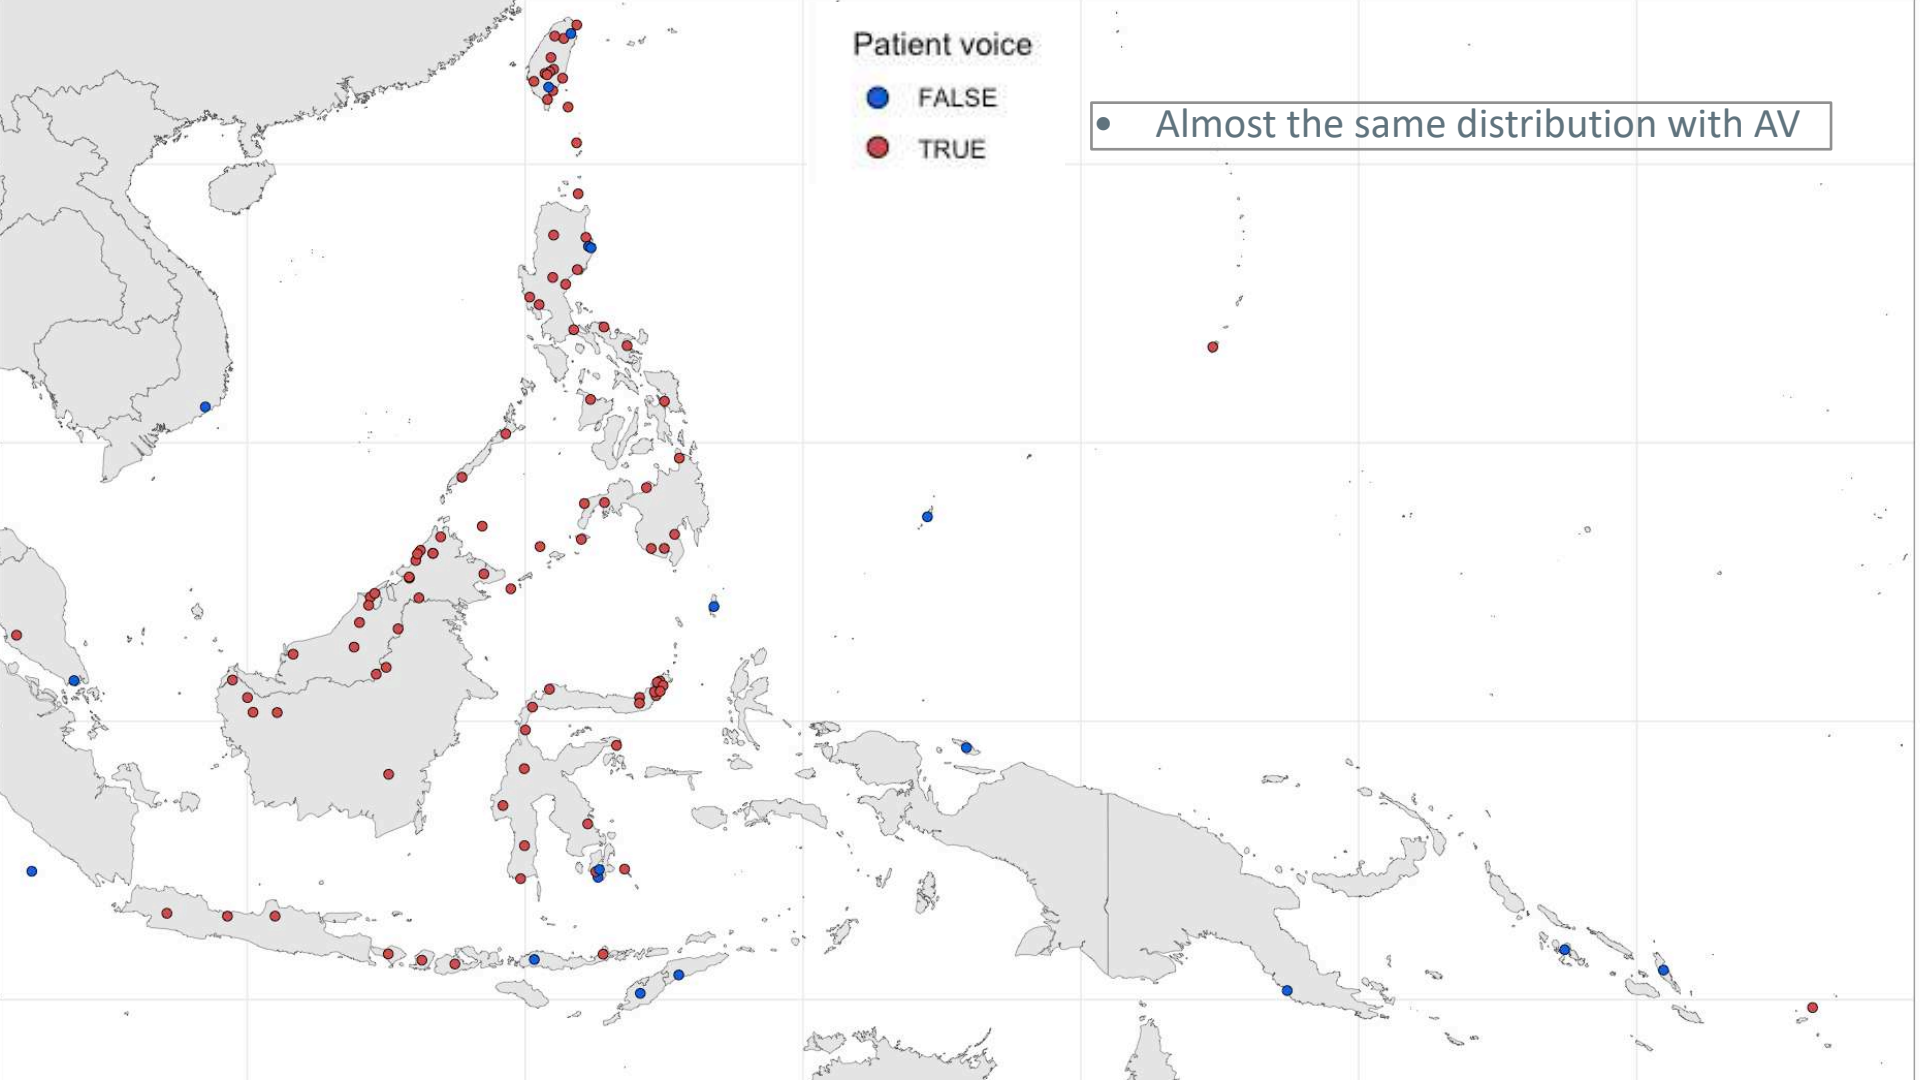 Patient voice
FALSE
TRUE
• Almost the same distribution with AV